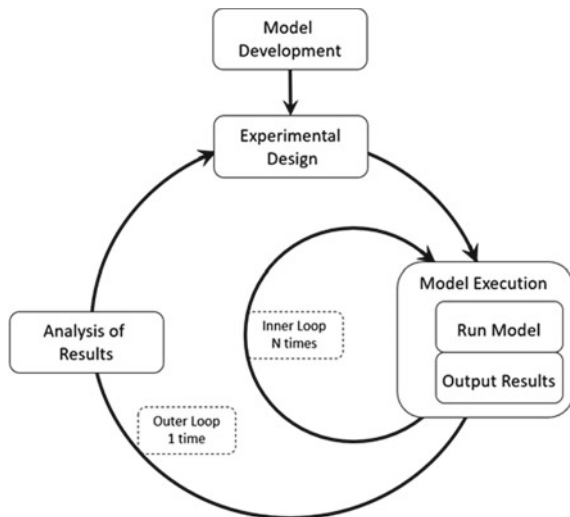 Model
Development
Experimental
Design
Model Execution
Run Model
Output Results
Inner Loop
N times
Analysis of
Results
Outer Loop
1 time